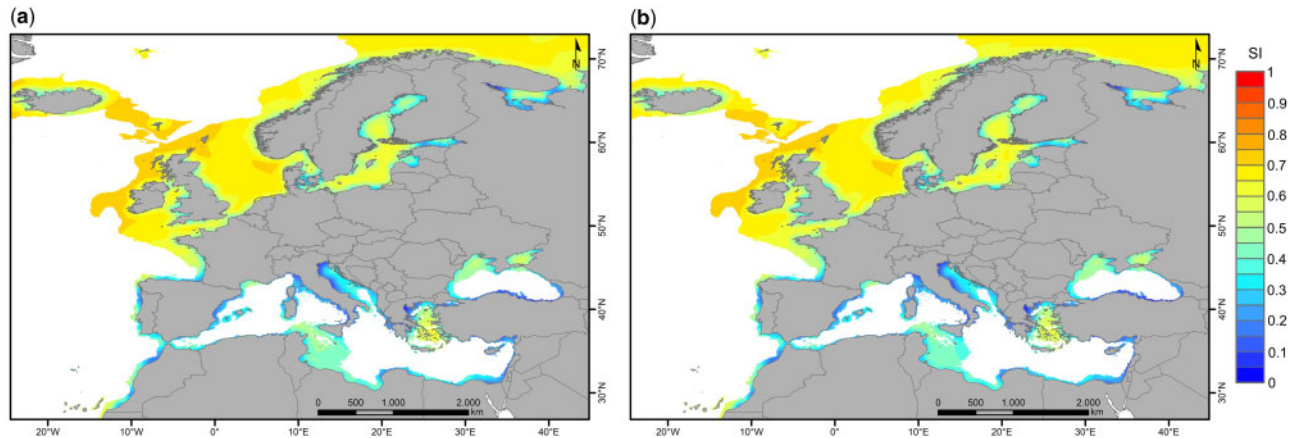 (a) (b)
N N SI
70°N 70°N 1
0.9
60°N 60°N 0.8
0.7
50°N 50°N 0.6
0.5
0.4
40°N 40°N 0.3
0.2
30°N 30°N 0.1
0
0 500 1.000 2.000 0 500 1.000 2.000
km km
20°W 10°W 0° 10°E 20°E 30°E 40°E 20°W 10°W 0° 10°E 20°E 30°E 40°E